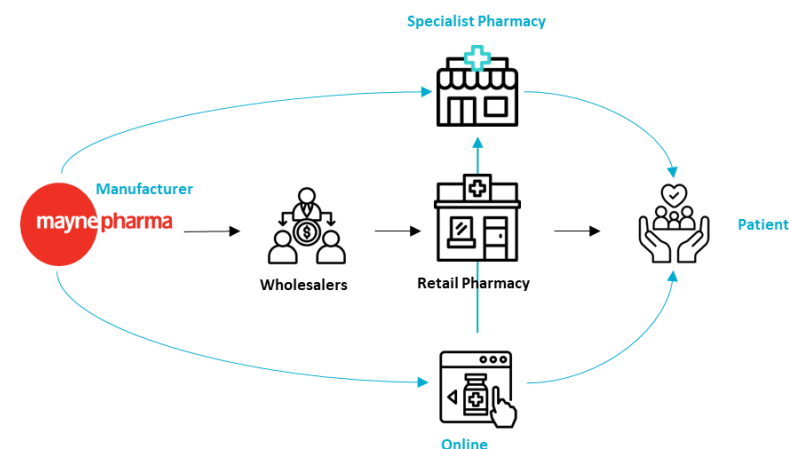 Specialist Pharmacy
Manufacturer
maynepharma
$
Patient
Wholesalers
Retail Pharmacy
Online